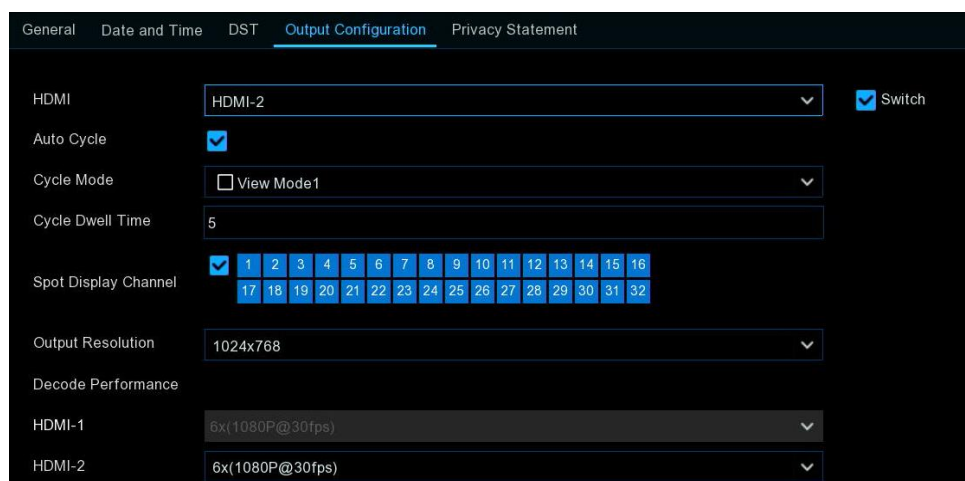 General Date and Time DST Output Configuration Privacy Statement
HDMI HDMI-2 Switch
Auto Cycle
Cycle Mode View Mode1
Cycle Dwell Time 5
Spot Display Channel
1 2 3 4 5 6 7 8 9 10 11 12 13 14 15 16
17 18 19 20 21 22 23 24 25 26 27 28 29 30 31 32
Output Resolution 1024x768
Decode Performance
HDMI-1 6x(1080P@30fps)
HDMI-2 6x(1080P@30fps)